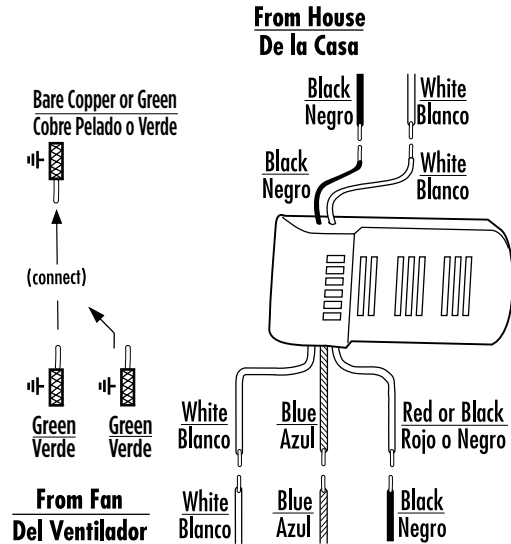 From House
De la Casa
Bare Copper or Green
Cobre Pelado o Verde
Black
Negro
White
Blanco
Black
Negro
White
Blanco
(connect)
Green
Verde
Green
Verde
White
Blanco
Blue
Azul
Red or Black
Rojo o Negro
From Fan
Del Ventilador
White
Blanco
Blue
Azul
Black
Negro